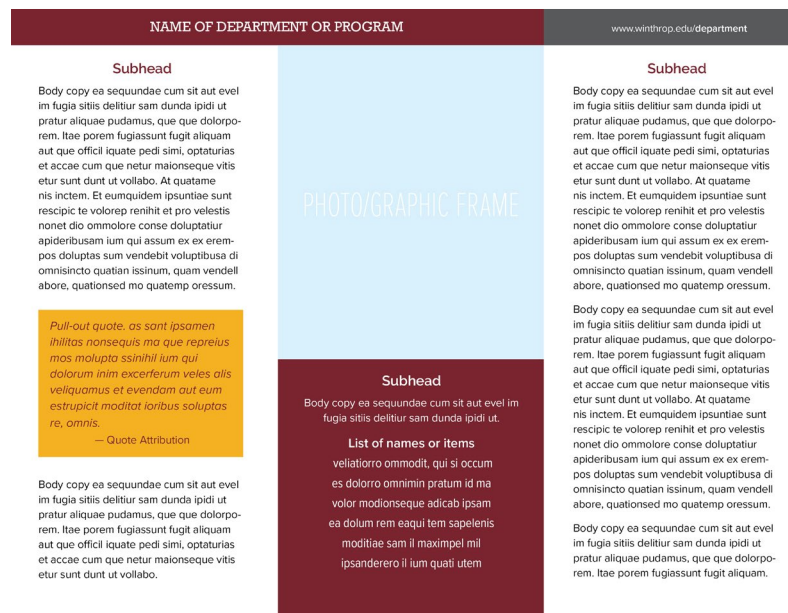 NAME OF DEPARTMENT OR PROGRAM
www.winthrop.edu/department
Subhead
Body copy ea sequundae cum sit aut evel
im fugia sitiis delitiur sam dunda ipidi ut
pratur aliquae pudamus, que que dolorpo-
rem. Itae porem fugiassunt fugit aliquam
aut que officil iquate pedi simi, optaturias
et accae cum que netur maionseque vitis
etur sunt dunt ut vollabo. At quatame
nis inctem. Et eumquidem ipsuntiae sunt
rescipic te volorep renihit et pro velestis
nonet dio ommolore conse doluptatiur
apideribusam ium qui assum ex ex erem-
pos doluptas sum vendebit voluptibusa di
omnisincto quatian issinum, quam vendell
abore, quationsed mo quatemp oressum.
Pull-out quote. as sant ipsamen
ihilitas nonsequis ma que repreius
mos molupta ssinihil ium qui
dolorum inim excerferum veles alis
veliquamus et evendam aut eum
estrupicit moditat ioribus soluptas
re, omnis.
— Quote Attribution
Body copy ea sequundae cum sit aut evel
im fugia sitiis delitiur sam dunda ipidi ut
pratur aliquae pudamus, que que dolorpo-
rem. Itae porem fugiassunt fugit aliquam
aut que officil iquate pedi simi, optaturias
et accae cum que netur maionseque vitis
etur sunt dunt ut vollabo.
PHOTO/GRAPHIC FRAME
Subhead
Body copy ea sequundae cum sit aut evel im
fugia sitiis delitiur sam dunda ipidi ut.
List of names or items
veliatiorro ommodit, qui si occum
es dolorro omnimin pratum id ma
volor modionseque adicab ipsam
ea dolum rem eaqui tem sapelenis
moditiae sam il maximpel mil
ipsanderero il ium quati utem
Subhead
Body copy ea sequundae cum sit aut evel
im fugia sitiis delitiur sam dunda ipidi ut
pratur aliquae pudamus, que que dolorpo-
rem. Itae porem fugiassunt fugit aliquam
aut que officil iquate pedi simi, optaturias
et accae cum que netur maionseque vitis
etur sunt dunt ut vollabo. At quatame
nis inctem. Et eumquidem ipsuntiae sunt
rescipic te volorep renihit et pro velestis
nonet dio ommolore conse doluptatiur
apideribusam ium qui assum ex ex erem-
pos doluptas sum vendebit voluptibusa di
omnisincto quatian issinum, quam vendell
abore, quationsed mo quatemp oressum.
Body copy ea sequundae cum sit aut evel
im fugia sitiis delitiur sam dunda ipidi ut
pratur aliquae pudamus, que que dolorpo-
rem. Itae porem fugiassunt fugit aliquam
aut que officil iquate pedi simi, optaturias
et accae cum que netur maionseque vitis
etur sunt dunt ut vollabo. At quatame
nis inctem. Et eumquidem ipsuntiae sunt
rescipic te volorep renihit et pro velestis
nonet dio ommolore conse doluptatiur
apideribusam ium qui assum ex ex erem-
pos doluptas sum vendebit voluptibusa di
omnisincto quatian issinum, quam vendell
abore, quationsed mo quatemp oressum.
Body copy ea sequundae cum sit aut evel
im fugia sitiis delitiur sam dunda ipidi ut
pratur aliquae pudamus, que que dolorpo-
rem. Itae porem fugiassunt fugit aliquam.